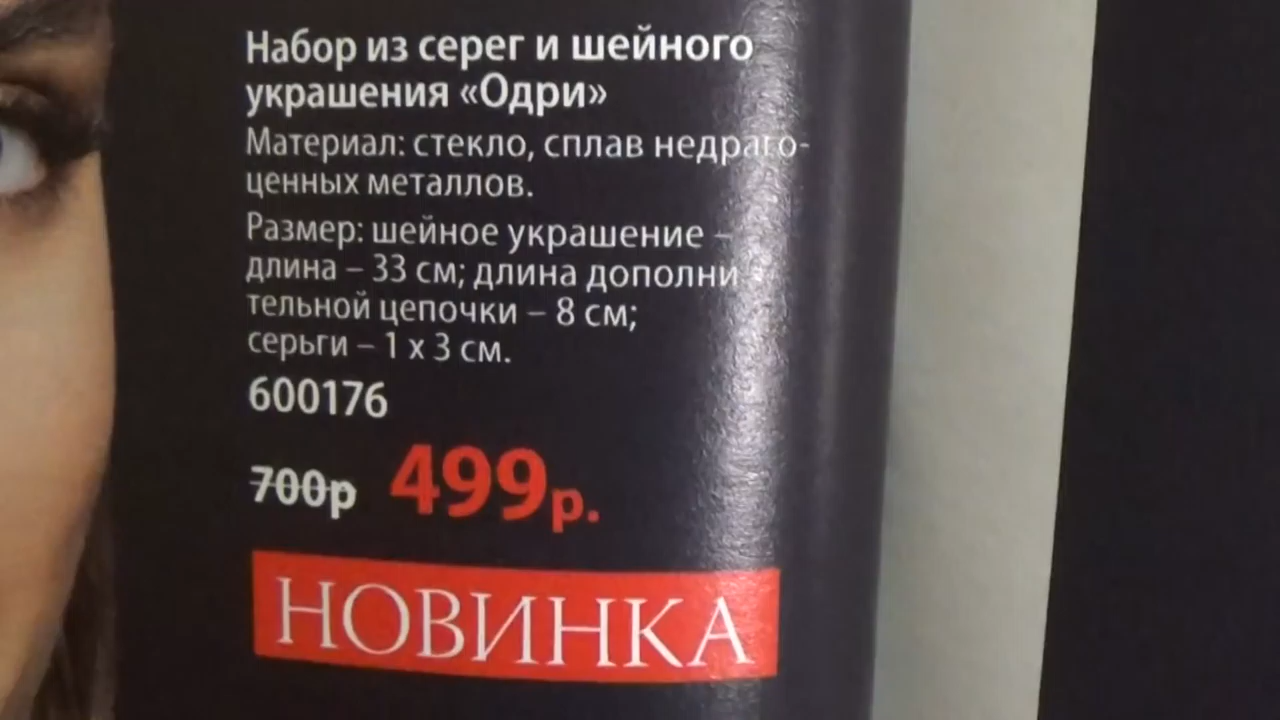 Набор из серег и шейного
украшения «Одри»
Материал: стекло, сплав недраго-
ценных металлов.
Размер: шейное украшение –
длина – 33 см; длина дополни-
тельной цепочки – 8 см;
серьги – 1 х 3 см.
600176
700р 499р.
НОВИНКА